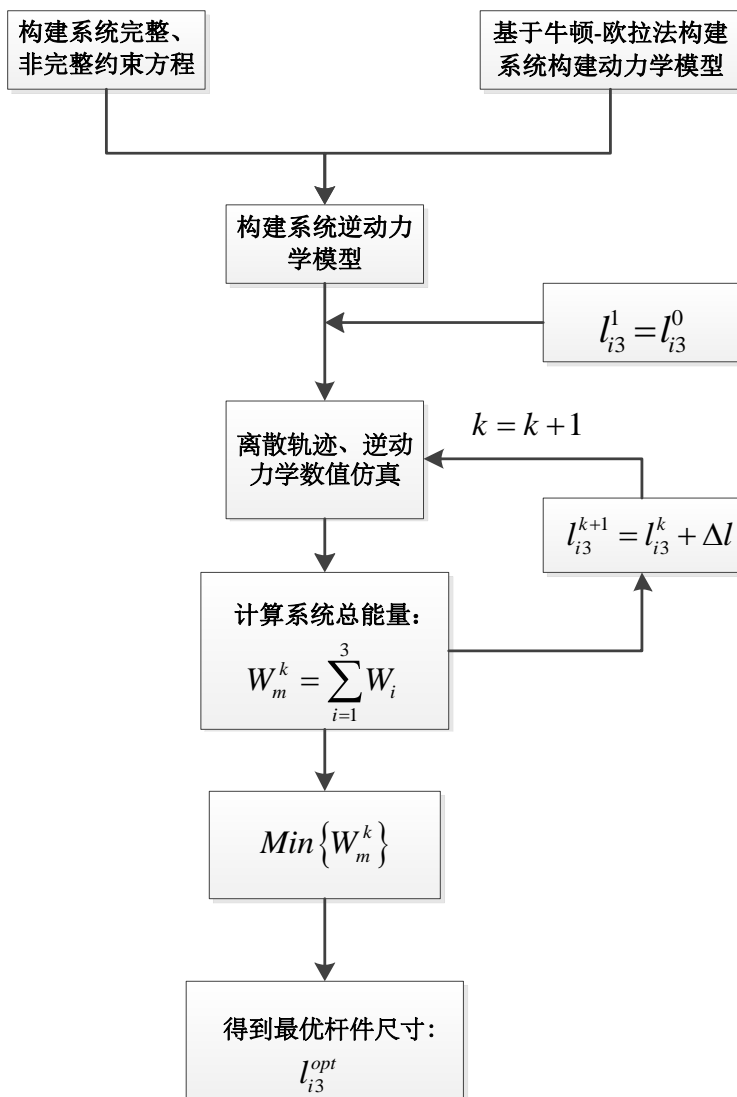 构建系统完整、
非完整约束方程
基于牛顿-欧拉法构建
系统构建动力学模型
构建系统逆动力
学模型
l_{i3}^{1} = l_{i3}^{0}
离散轨迹、逆动
力学数值仿真
k = k + 1
l_{i3}^{k+1} = l_{i3}^{k} + Δl
计算系统总能量：
W_{m}^{k} = \sum_{i=1}^{3} W_{i}
Min{W_{m}^{k}}
得到最优杆件尺寸：
l_{i3}^{opt}